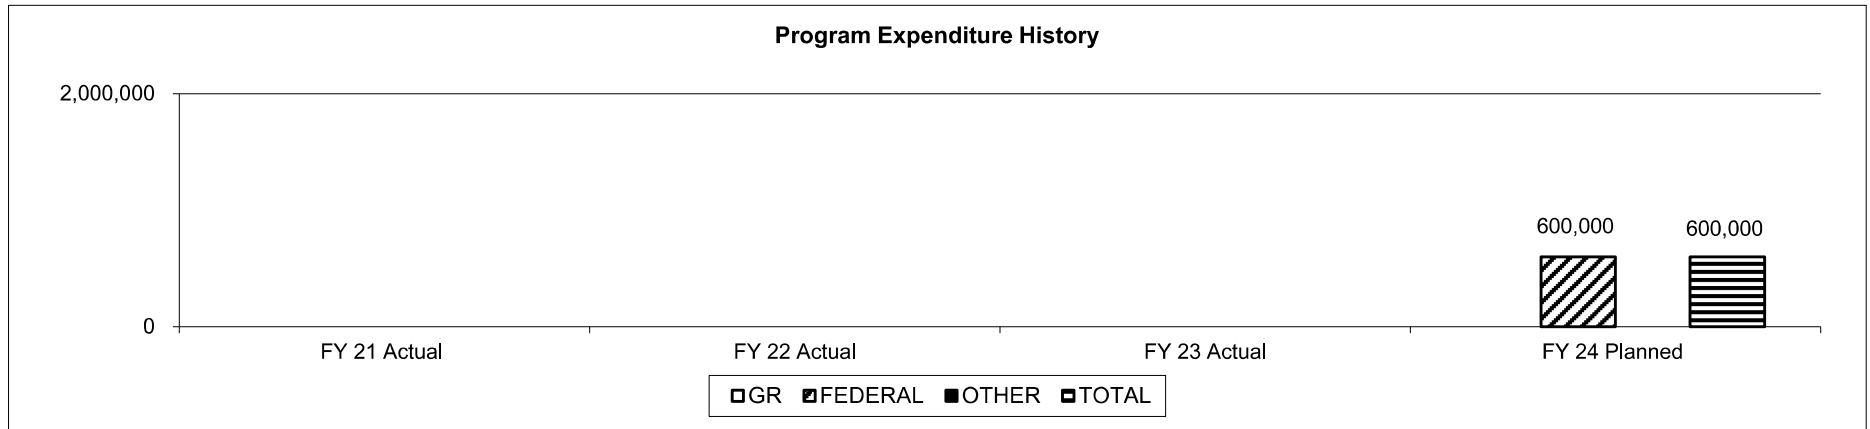 Program Expenditure History
2,000,000
600,000 600,000
0
FY 21 Actual FY 22 Actual FY 23 Actual FY 24 Planned
GR FEDERAL OTHER TOTAL